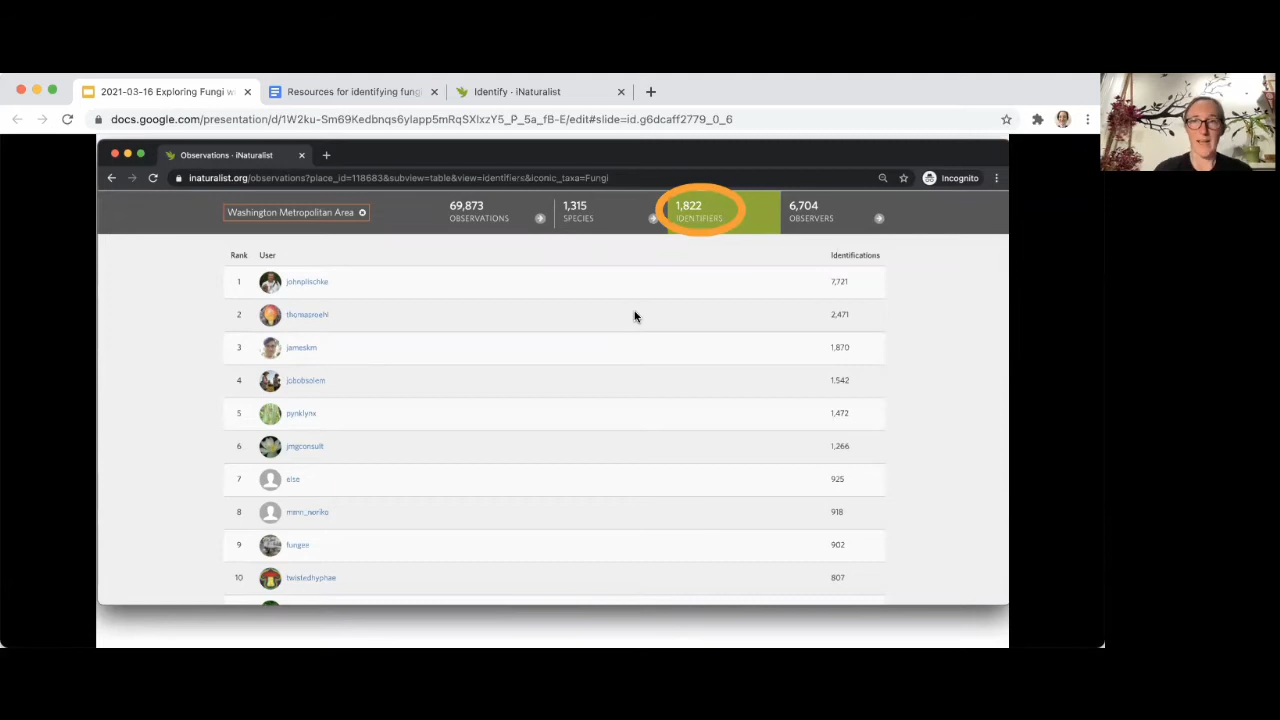 2021-03-16 Exploring Fungi w
Resources for identifying fungi
Identify · iNaturalist
docs.google.com/presentation/d/1W2ku-Sm69Kedbnqs6ylapp5mRqSXlxzY5_P_5a_fB-E/edit#slide=id.g6dcaff2779_0_6
Observations · iNaturalist
inaturalist.org/observations?place_id=118683&subview=table&view=identifiers&iconic_taxa=Fungi
Incognito
Washington Metropolitan Area
69,873
OBSERVATIONS
1,315
SPECIES
1,822
IDENTIFIERS
6,704
OBSERVERS
Rank User Identifications
1 johnplischke 7,721
2 thomasroehl 2,471
3 jameskm 1,870
4 jobobsolem 1,542
5 pynklynx 1,472
6 jmgconsult 1,266
7 else 925
8 mmn_noriko 918
9 fungee 902
10 twistedhyphae 807